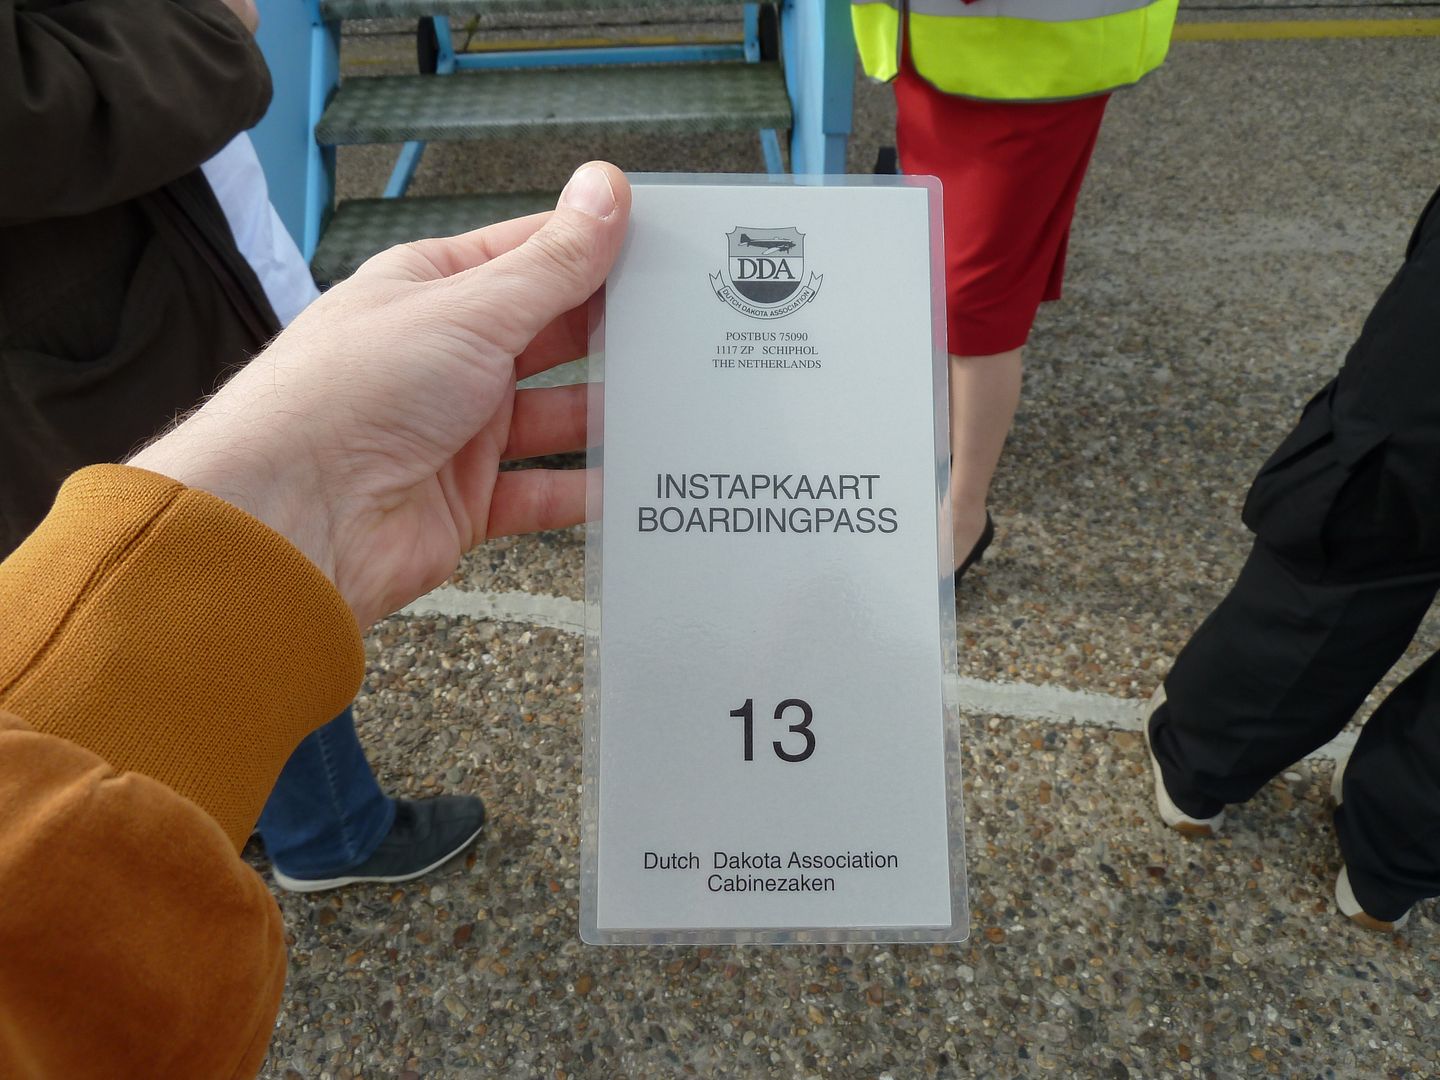 DDA
DUTCH DAKOTA ASSOCIATION
POSTBUS 75090
1117 ZP SCHIPHOL
THE NETHERLANDS
INSTAPKAART
BOARDINGPASS
13
Dutch Dakota Association
Cabinezaken